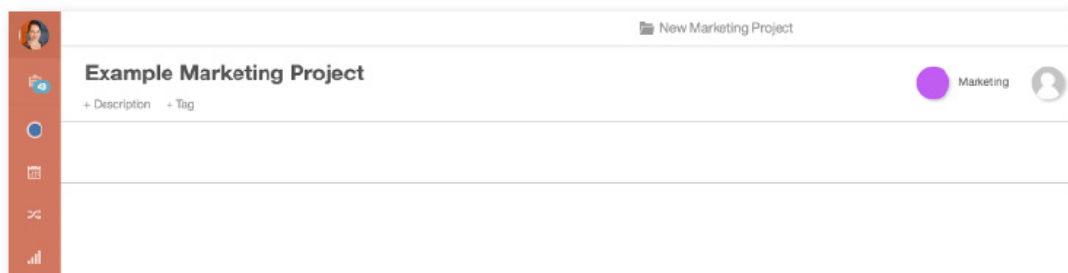 New Marketing Project
Example Marketing Project
Marketing
+ Description + Tag